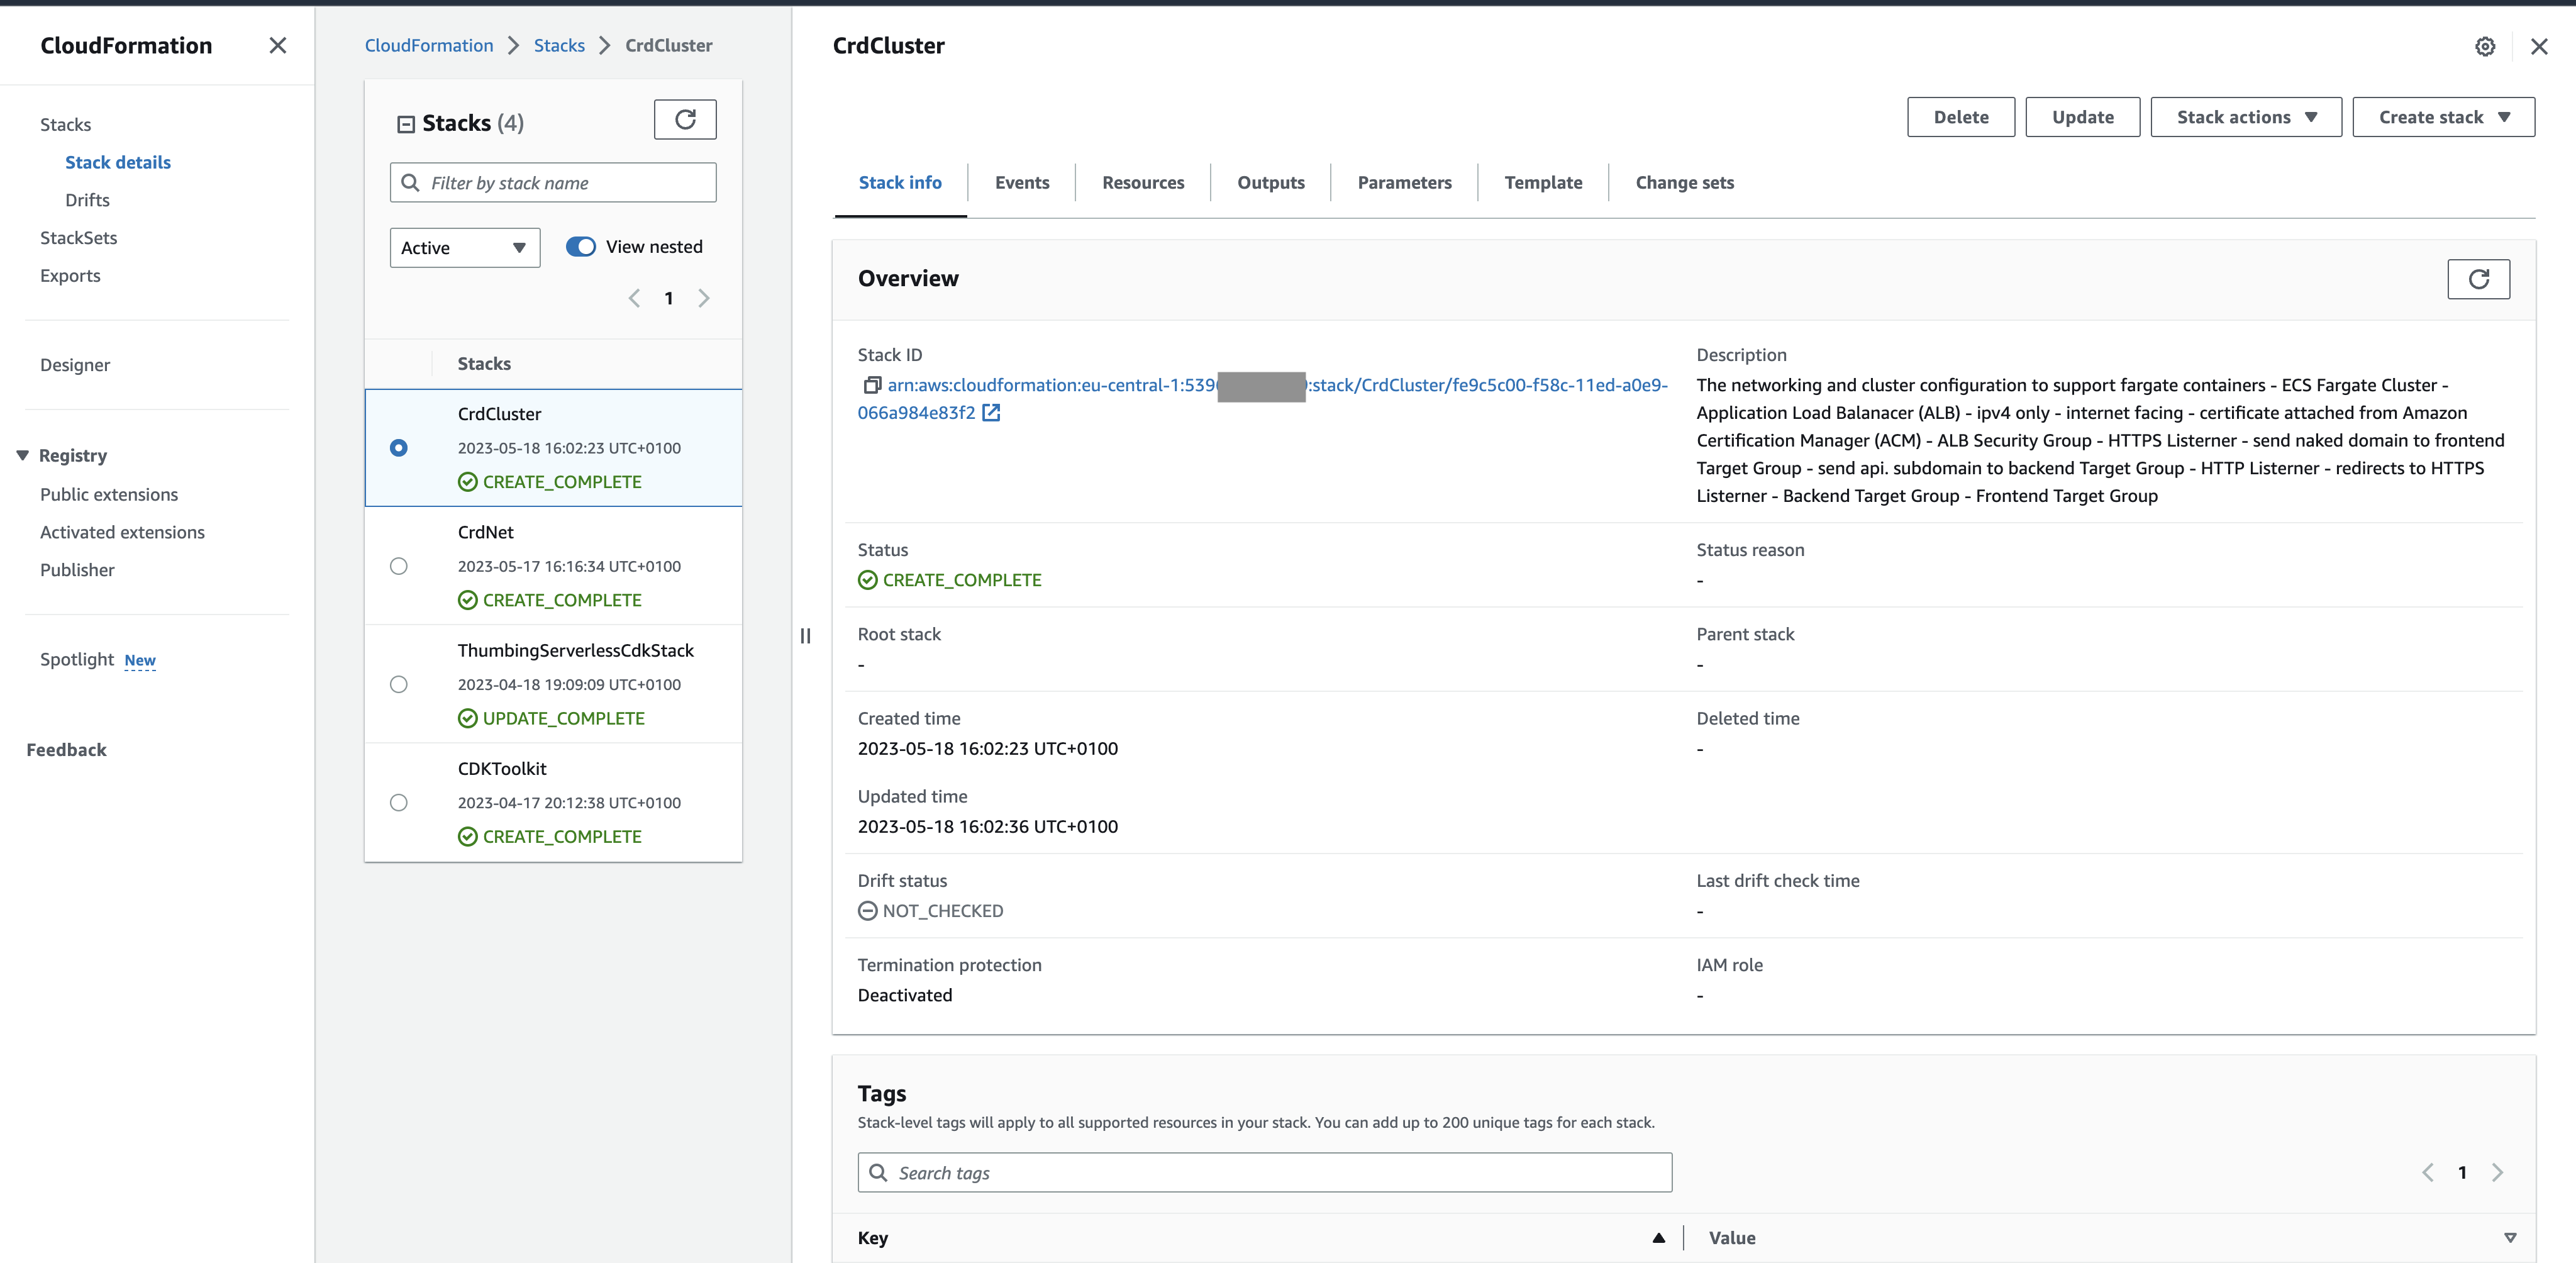 CloudFormation
Stacks
Stack details
Drifts
StackSets
Exports
Designer
Registry
Public extensions
Activated extensions
Publisher
Spotlight New
Feedback
CloudFormation > Stacks > CrdCluster
Stacks (4)
Filter by stack name
Active
View nested
1
Stacks
CrdCluster
2023-05-18 16:02:23 UTC+0100
CREATE_COMPLETE
CrdNet
2023-05-17 16:16:34 UTC+0100
CREATE_COMPLETE
ThumbingServerlessCdkStack
2023-04-18 19:09:09 UTC+0100
UPDATE_COMPLETE
CDKToolkit
2023-04-17 20:12:38 UTC+0100
CREATE_COMPLETE
CrdCluster
Delete Update Stack actions Create stack
Stack info Events Resources Outputs Parameters Template Change sets
Overview
Stack ID
arn:aws:cloudformation:eu-central-1:539 :stack/CrdCluster/fe9c5c00-f58c-11ed-a0e9-
066a984e83f2
Description
The networking and cluster configuration to support fargate containers - ECS Fargate Cluster -
Application Load Balanacer (ALB) - ipv4 only - internet facing - certificate attached from Amazon
Certification Manager (ACM) - ALB Security Group - HTTPS Listerner - send naked domain to frontend
Target Group - send api. subdomain to backend Target Group - HTTP Listerner - redirects to HTTPS
Listerner - Backend Target Group - Frontend Target Group
Status
CREATE_COMPLETE
Status reason
-
Root stack
-
Parent stack
-
Created time
2023-05-18 16:02:23 UTC+0100
Deleted time
-
Updated time
2023-05-18 16:02:36 UTC+0100
Drift status
NOT_CHECKED
Last drift check time
-
Termination protection
Deactivated
IAM role
-
Tags
Stack-level tags will apply to all supported resources in your stack. You can add up to 200 unique tags for each stack.
Search tags
1
Key
Value